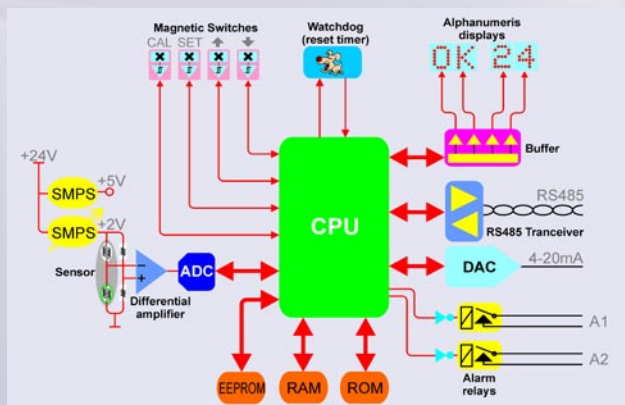 Magnetic Switches
CAL SET
Watchdog
(reset timer)
Alphanumeris
displays
OK 24
Buffer
+24V
SMPS
+5V
SMPS
+2V
Sensor
Differential
amplifier
ADC
CPU
RS485
RS485 Tranceiver
DAC
4-20mA
A1
A2
Alarm
relays
EEPROM
RAM
ROM